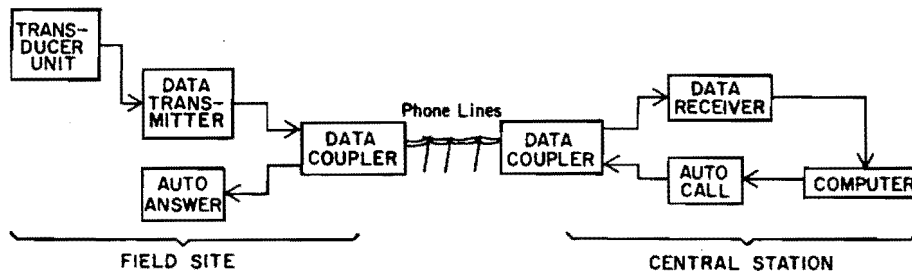 TRANS-
DUCER
UNIT
DATA
TRANS-
MITTER
AUTO
ANSWER
DATA
COUPLER
Phone Lines
DATA
COUPLER
DATA
RECEIVER
AUTO
CALL
COMPUTER
FIELD SITE
CENTRAL STATION